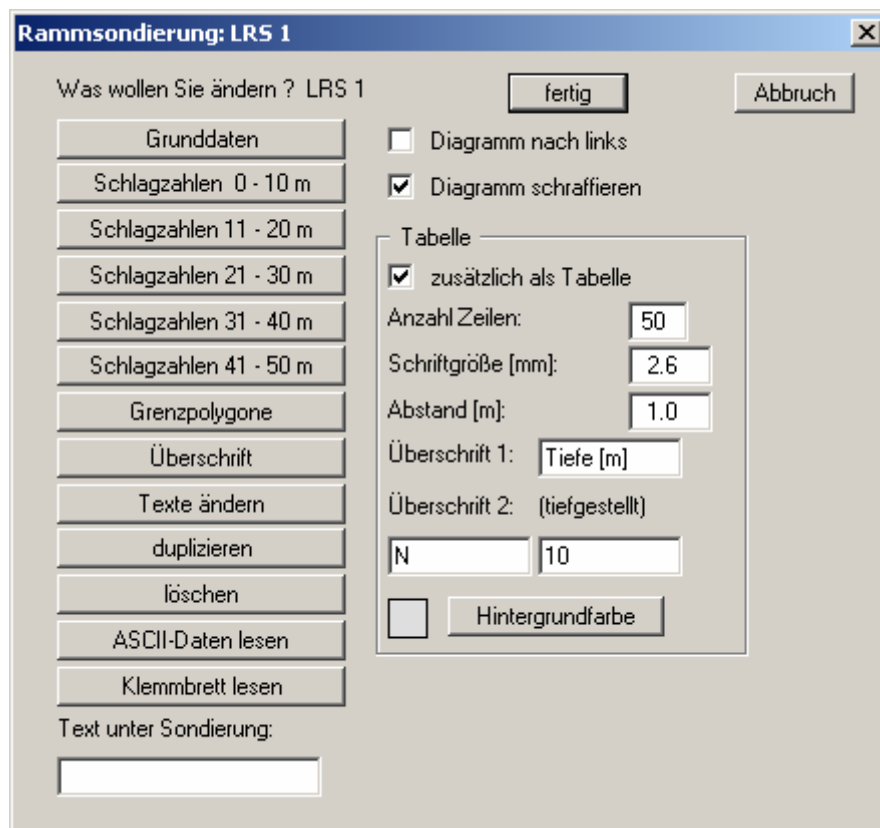 Rammsondierung: LRS 1
Was wollen Sie ändern ? LRS 1
fertig
Abbruch
Grunddaten
Schlagzahlen 0 - 10 m
Schlagzahlen 11 - 20 m
Schlagzahlen 21 - 30 m
Schlagzahlen 31 - 40 m
Schlagzahlen 41 - 50 m
Grenzpolygone
Überschrift
Texte ändern
duplizieren
löschen
ASCII-Daten lesen
Klemmbrett lesen
Text unter Sondierung:
Diagramm nach links
Diagramm schraffieren
Tabelle
zusätzlich als Tabelle
Anzahl Zeilen: 50
Schriftgröße [mm]: 2.6
Abstand [m]: 1.0
Überschrift 1: Tiefe [m]
Überschrift 2: (tiefgestellt)
N 10
Hintergrundfarbe